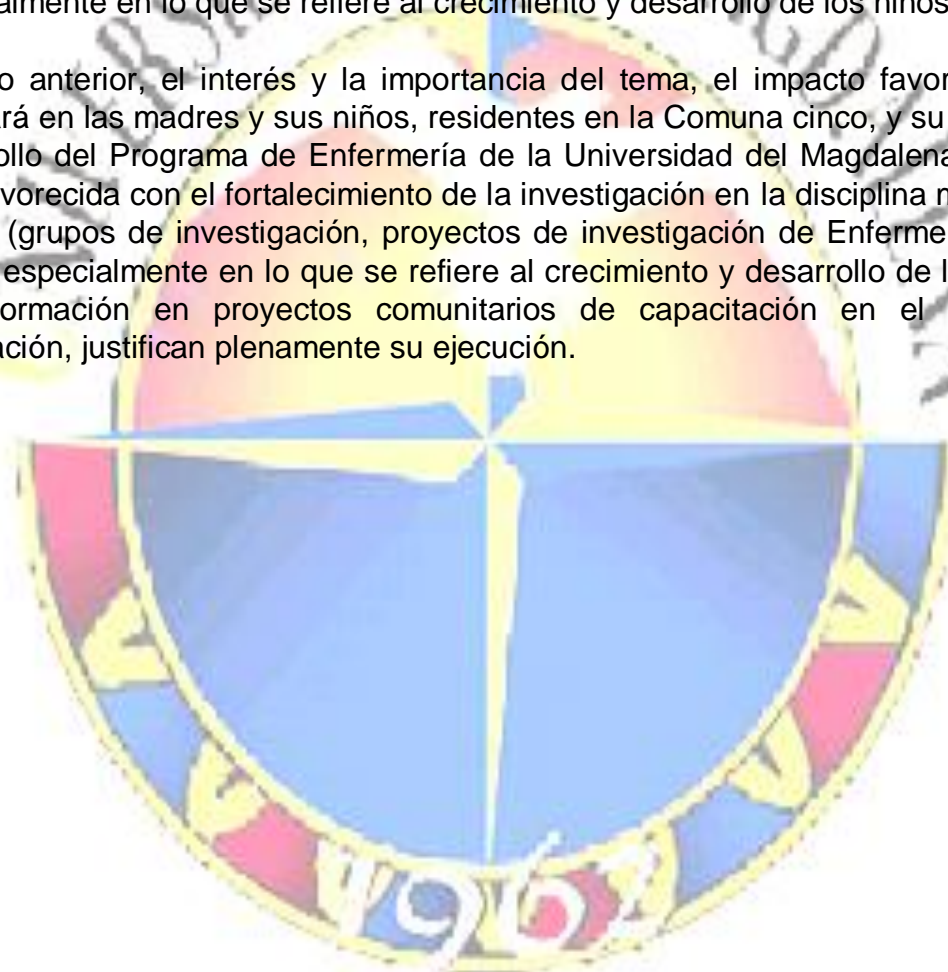 almente en lo que se refiere al crecimiento y desarrollo de los niños
o anterior, el interés y la importancia del tema, el impacto favor
ará en las madres y sus niños, residentes en la Comuna cinco, y su
ollo del Programa de Enfermería de la Universidad del Magdalena
vorecida con el fortalecimiento de la investigación en la disciplina
(grupos de investigación, proyectos de investigación de Enferme
especialmente en lo que se refiere al crecimiento y desarrollo de l
ormación en proyectos comunitarios de capacitación en el
ación, justifican plenamente su ejecución.
1963